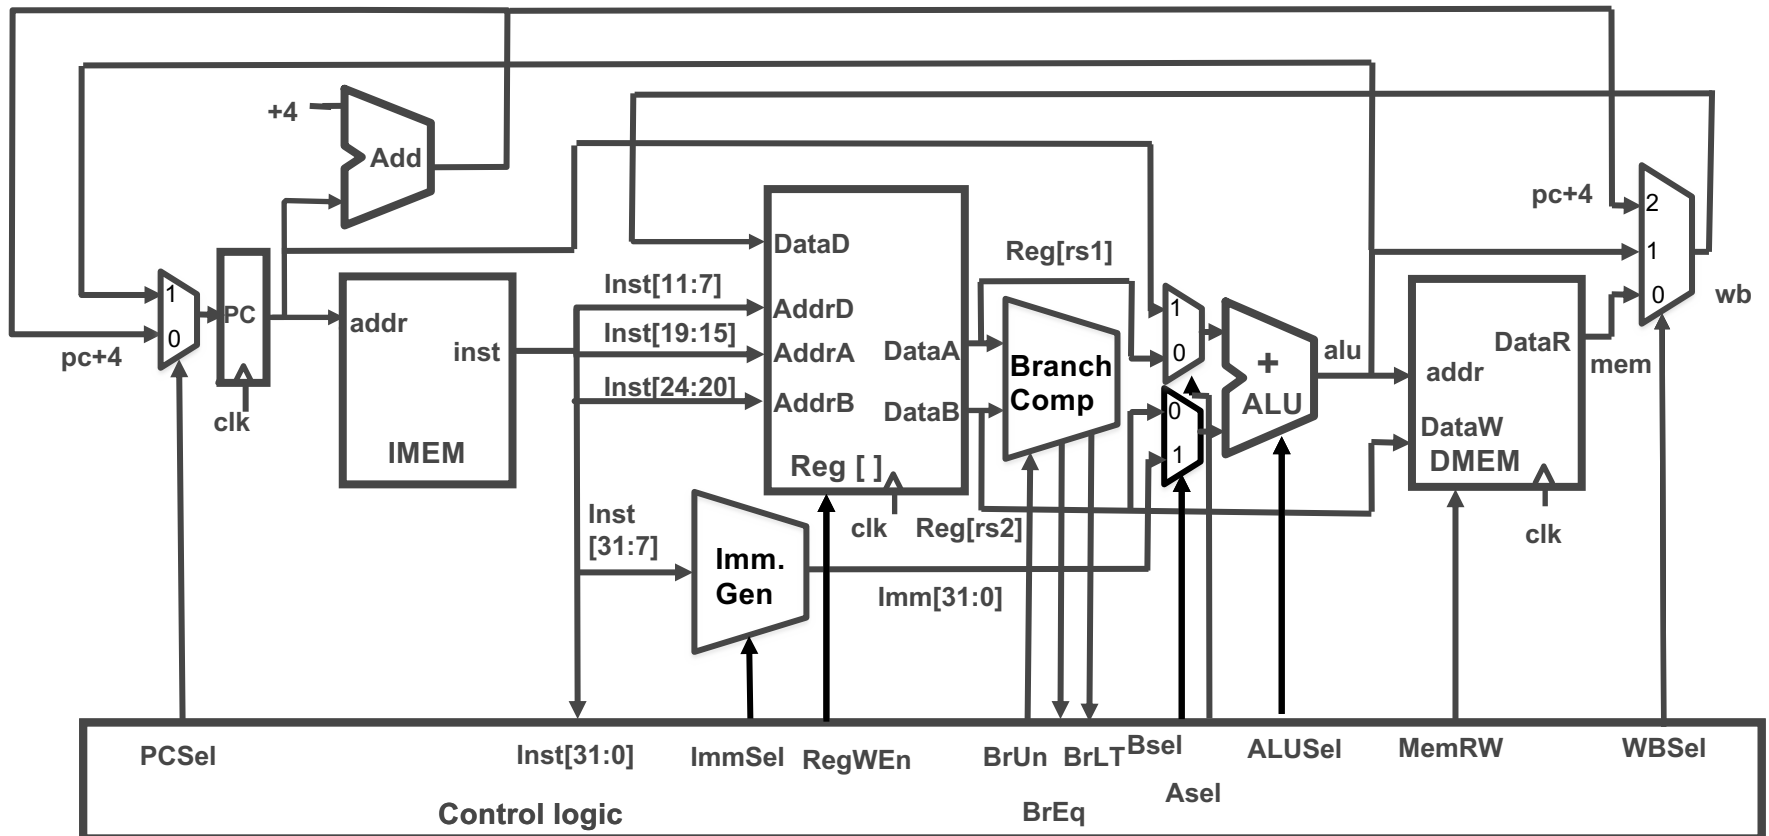 +4
Add
pc+4
2
1
0
wb
DataD
Reg[rs1]
Inst[11:7]
1
0
PC
clk
pc+4
addr
inst
IMEM
AddrD
Inst[19:15]
AddrA
DataA
Inst[24:20]
AddrB
DataB
Reg [ ]
clk
Reg[rs2]
Branch
Comp
1
0
0
1
+
ALU
alu
addr
DataR
mem
DataW
DMEM
clk
Inst
[31:7]
Imm.
Gen
Imm[31:0]
PCSel
Inst[31:0]
ImmSel
RegWEn
BrUn
BrLT
Bsel
ALUSel
MemRW
WBSel
Asel
BrEq
Control logic